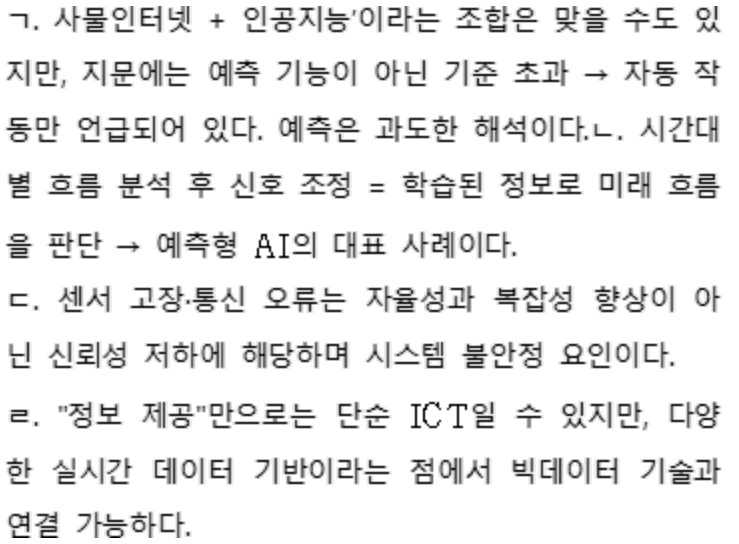 ㄱ. 사물인터넷 + 인공지능'이라는 조합은 맞을 수도 있
지만, 지문에는 예측 기능이 아닌 기준 초과 → 자동 작
동만 언급되어 있다. 예측은 과도한 해석이다.ㄴ. 시간대
별 흐름 분석 후 신호 조정 = 학습된 정보로 미래 흐름
을 판단 → 예측형 AI의 대표 사례이다.
ㄷ. 센서 고장·통신 오류는 자율성과 복잡성 향상이 아
닌 신뢰성 저하에 해당하며 시스템 불안정 요인이다.
ㄹ. "정보 제공"만으로는 단순 ICT일 수 있지만, 다양
한 실시간 데이터 기반이라는 점에서 빅데이터 기술과
연결 가능하다.